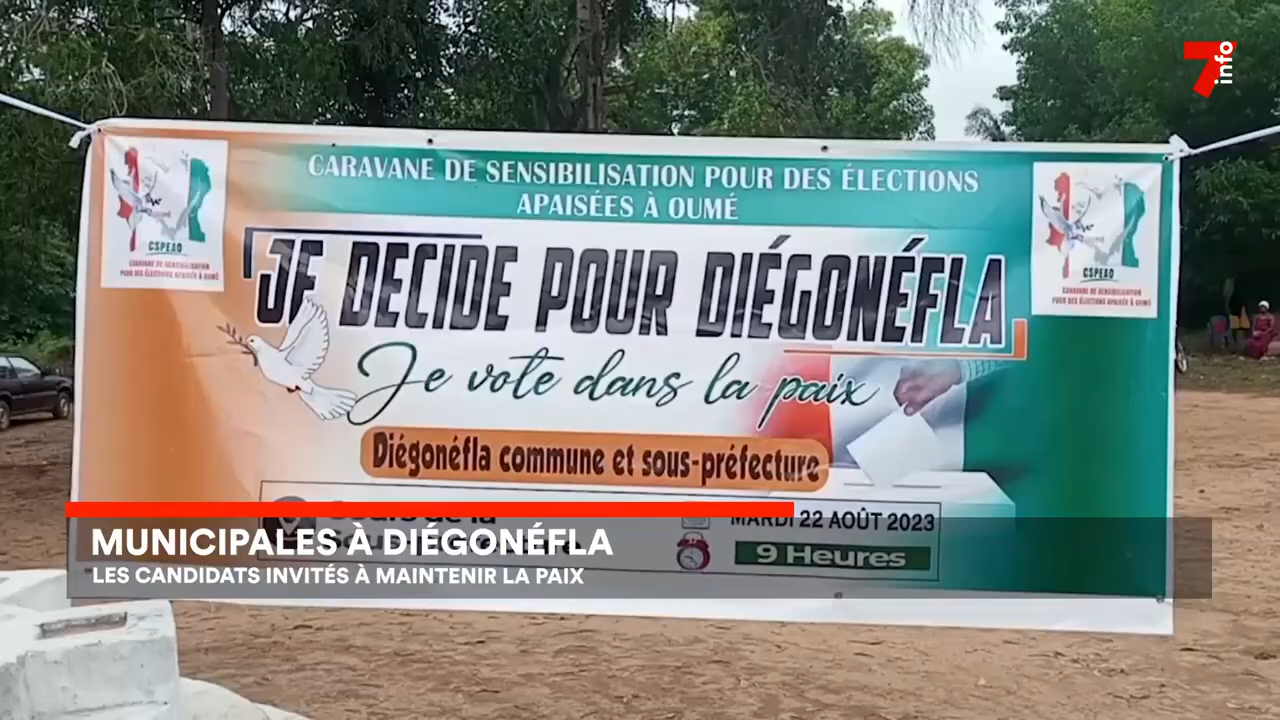 7info
CARAVANE DE SENSIBILISATION POUR DES ÉLECTIONS
APAISÉES À OUMÉ
CSPEAO
CARAVANE DE SENSIBILISATION
POUR DES ÉLECTIONS APAISÉES À OUMÉ
CSPEAO
CARAVANE DE SENSIBILISATION
POUR DES ÉLECTIONS APAISÉES À OUMÉ
JE DECIDE POUR DIÉGONÉFLA
Je vote dans la paix
Diégonéfla commune et sous-préfecture
MARDI 22 AOÛT 2023
9 Heures
MUNICIPALES À DIÉGONÉFLA
LES CANDIDATS INVITÉS À MAINTENIR LA PAIX